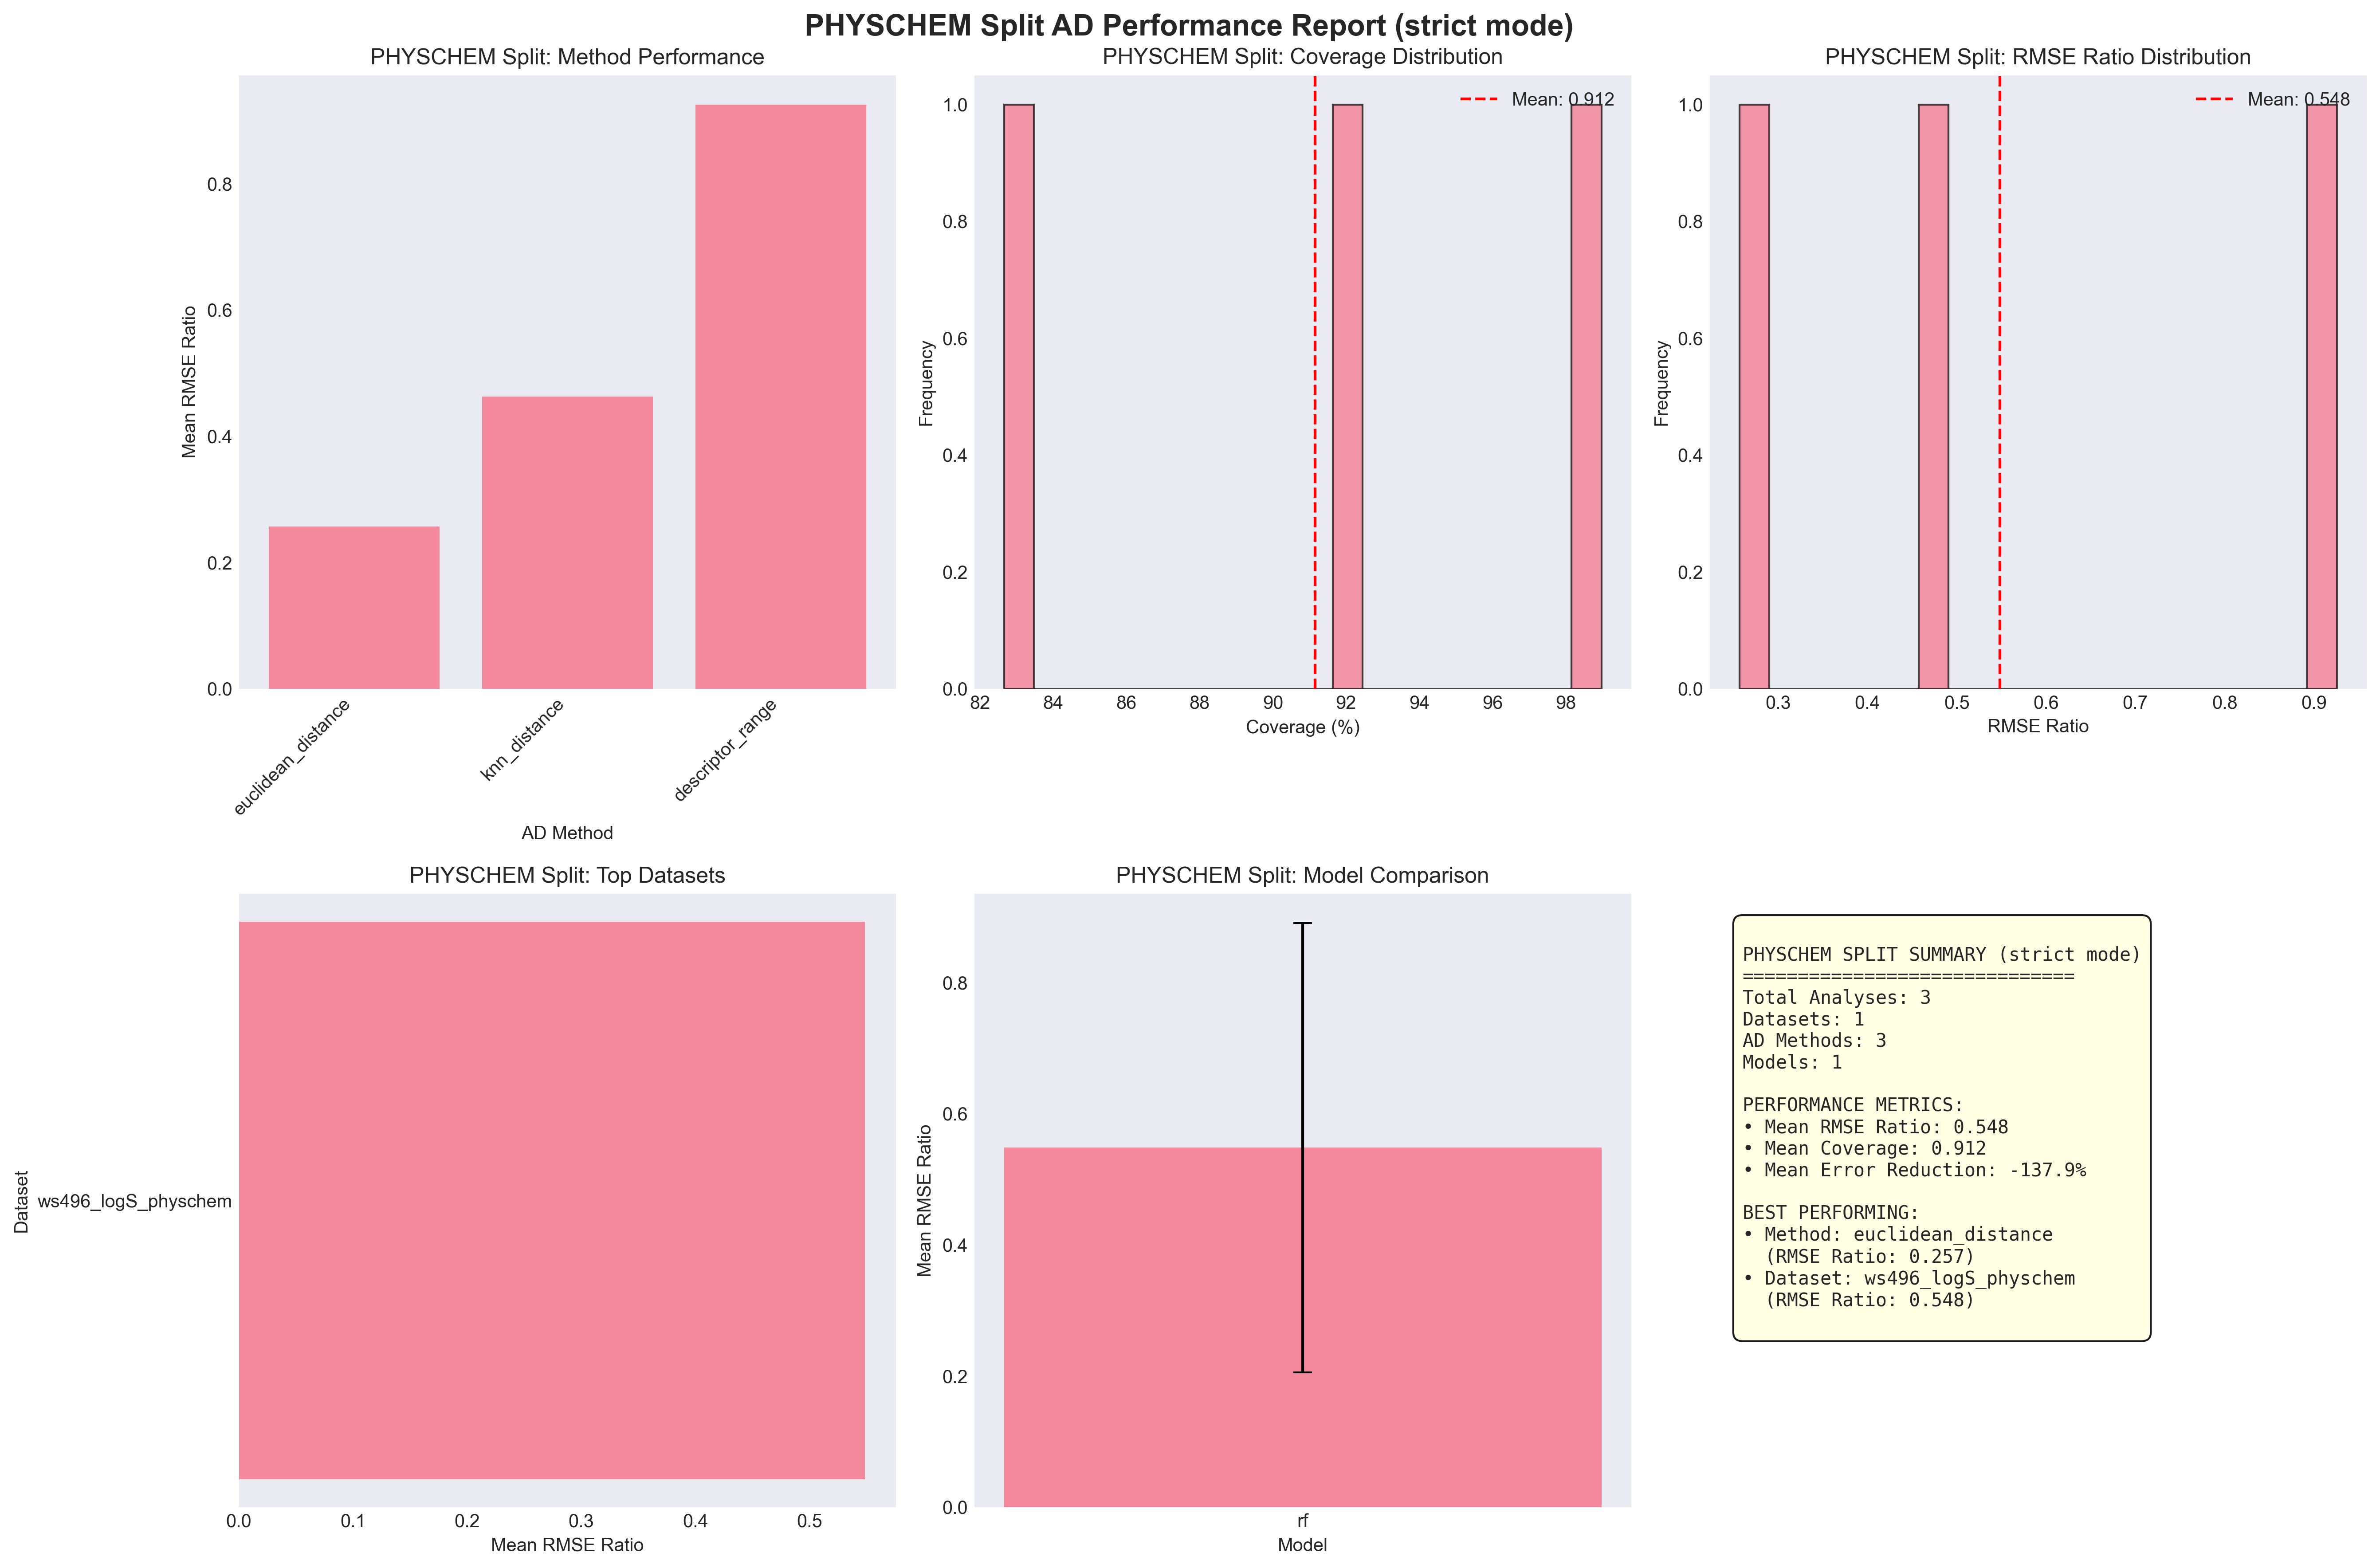 PHYSCHEM Split AD Performance Report (strict mode)
PHYSCHEM Split: Method Performance
Mean RMSE Ratio
0.8
0.6
0.4
0.2
0.0
euclidean_distance
knn_distance
descriptor_range
AD Method
PHYSCHEM Split: Coverage Distribution
Mean: 0.912
Frequency
1.0
0.8
0.6
0.4
0.2
0.0
82 84 86 88 90 92 94 96 98
Coverage (%)
PHYSCHEM Split: RMSE Ratio Distribution
Mean: 0.548
Frequency
1.0
0.8
0.6
0.4
0.2
0.0
0.3 0.4 0.5 0.6 0.7 0.8 0.9
RMSE Ratio
PHYSCHEM Split: Top Datasets
Dataset
ws496_logS_physchem
0.0 0.1 0.2 0.3 0.4 0.5
Mean RMSE Ratio
PHYSCHEM Split: Model Comparison
Mean RMSE Ratio
0.8
0.6
0.4
0.2
0.0
rf
Model
PHYSCHEM SPLIT SUMMARY (strict mode)
==============================
Total Analyses: 3
Datasets: 1
AD Methods: 3
Models: 1
PERFORMANCE METRICS:
• Mean RMSE Ratio: 0.548
• Mean Coverage: 0.912
• Mean Error Reduction: -137.9%
BEST PERFORMING:
• Method: euclidean_distance
(RMSE Ratio: 0.257)
• Dataset: ws496_logS_physchem
(RMSE Ratio: 0.548)